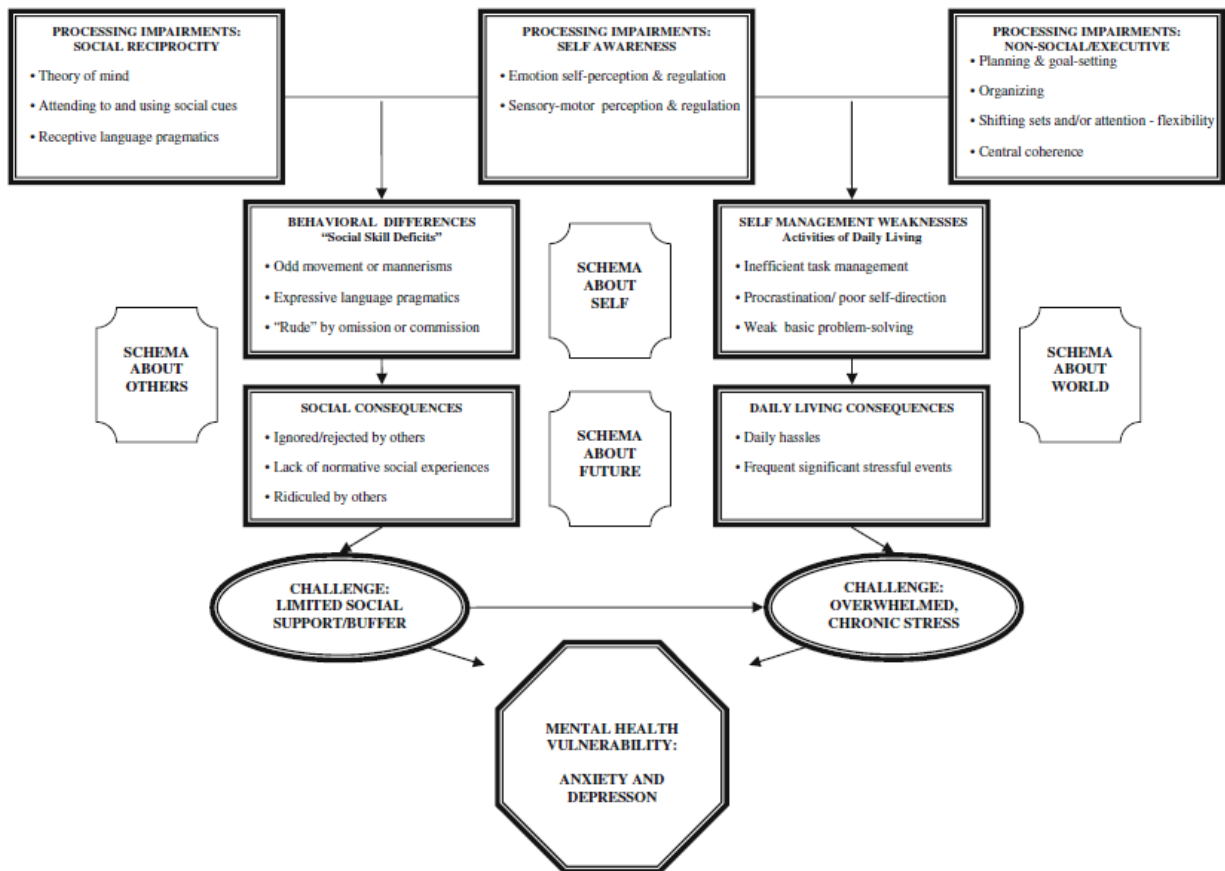 PROCESSING IMPAIRMENTS:
SOCIAL RECIPROCITY
• Theory of mind
• Attending to and using social cues
• Receptive language pragmatics
PROCESSING IMPAIRMENTS:
SELF AWARENESS
• Emotion self-perception & regulation
• Sensory-motor perception & regulation
PROCESSING IMPAIRMENTS:
NON-SOCIAL/EXECUTIVE
• Planning & goal-setting
• Organizing
• Shifting sets and/or attention - flexibility
• Central coherence
BEHAVIORAL DIFFERENCES
“Social Skill Deficits”
• Odd movement or mannerisms
• Expressive language pragmatics
• “Rude” by omission or commission
SCHEMA
ABOUT
SELF
SELF MANAGEMENT WEAKNESSES
Activities of Daily Living
• Inefficient task management
• Procrastination/ poor self-direction
• Weak basic problem-solving
SCHEMA
ABOUT
OTHERS
SCHEMA
ABOUT
WORLD
SOCIAL CONSEQUENCES
• Ignored/rejected by others
• Lack of normative social experiences
• Ridiculed by others
SCHEMA
ABOUT
FUTURE
DAILY LIVING CONSEQUENCES
• Daily hassles
• Frequent significant stressful events
CHALLENGE:
LIMITED SOCIAL
SUPPORT/BUFFER
CHALLENGE:
OVERWHELMED,
CHRONIC STRESS
MENTAL HEALTH
VULNERABILITY:
ANXIETY AND
DEPRESSON